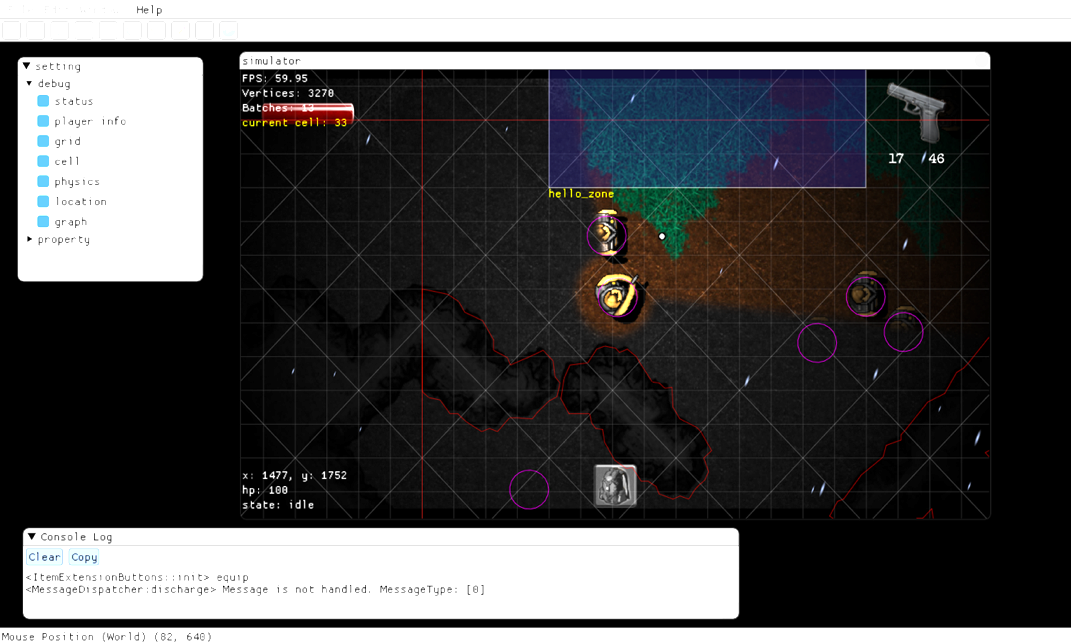 Help
setting
debug
status
player info
grid
cell
physics
location
graph
property
simulator
FPS: 59.95
Vertices: 3270
Batches: 13
current cell: 33
17 46
hello_zone
x: 1477, y: 1752
hp: 100
state: idle
Console Log
Clear Copy
<ItemExtensionButtons::init> equip
<MessageDispatcher:discharge> Message is not handled. MessageType: [0]
Mouse Position (World) (82, 640)